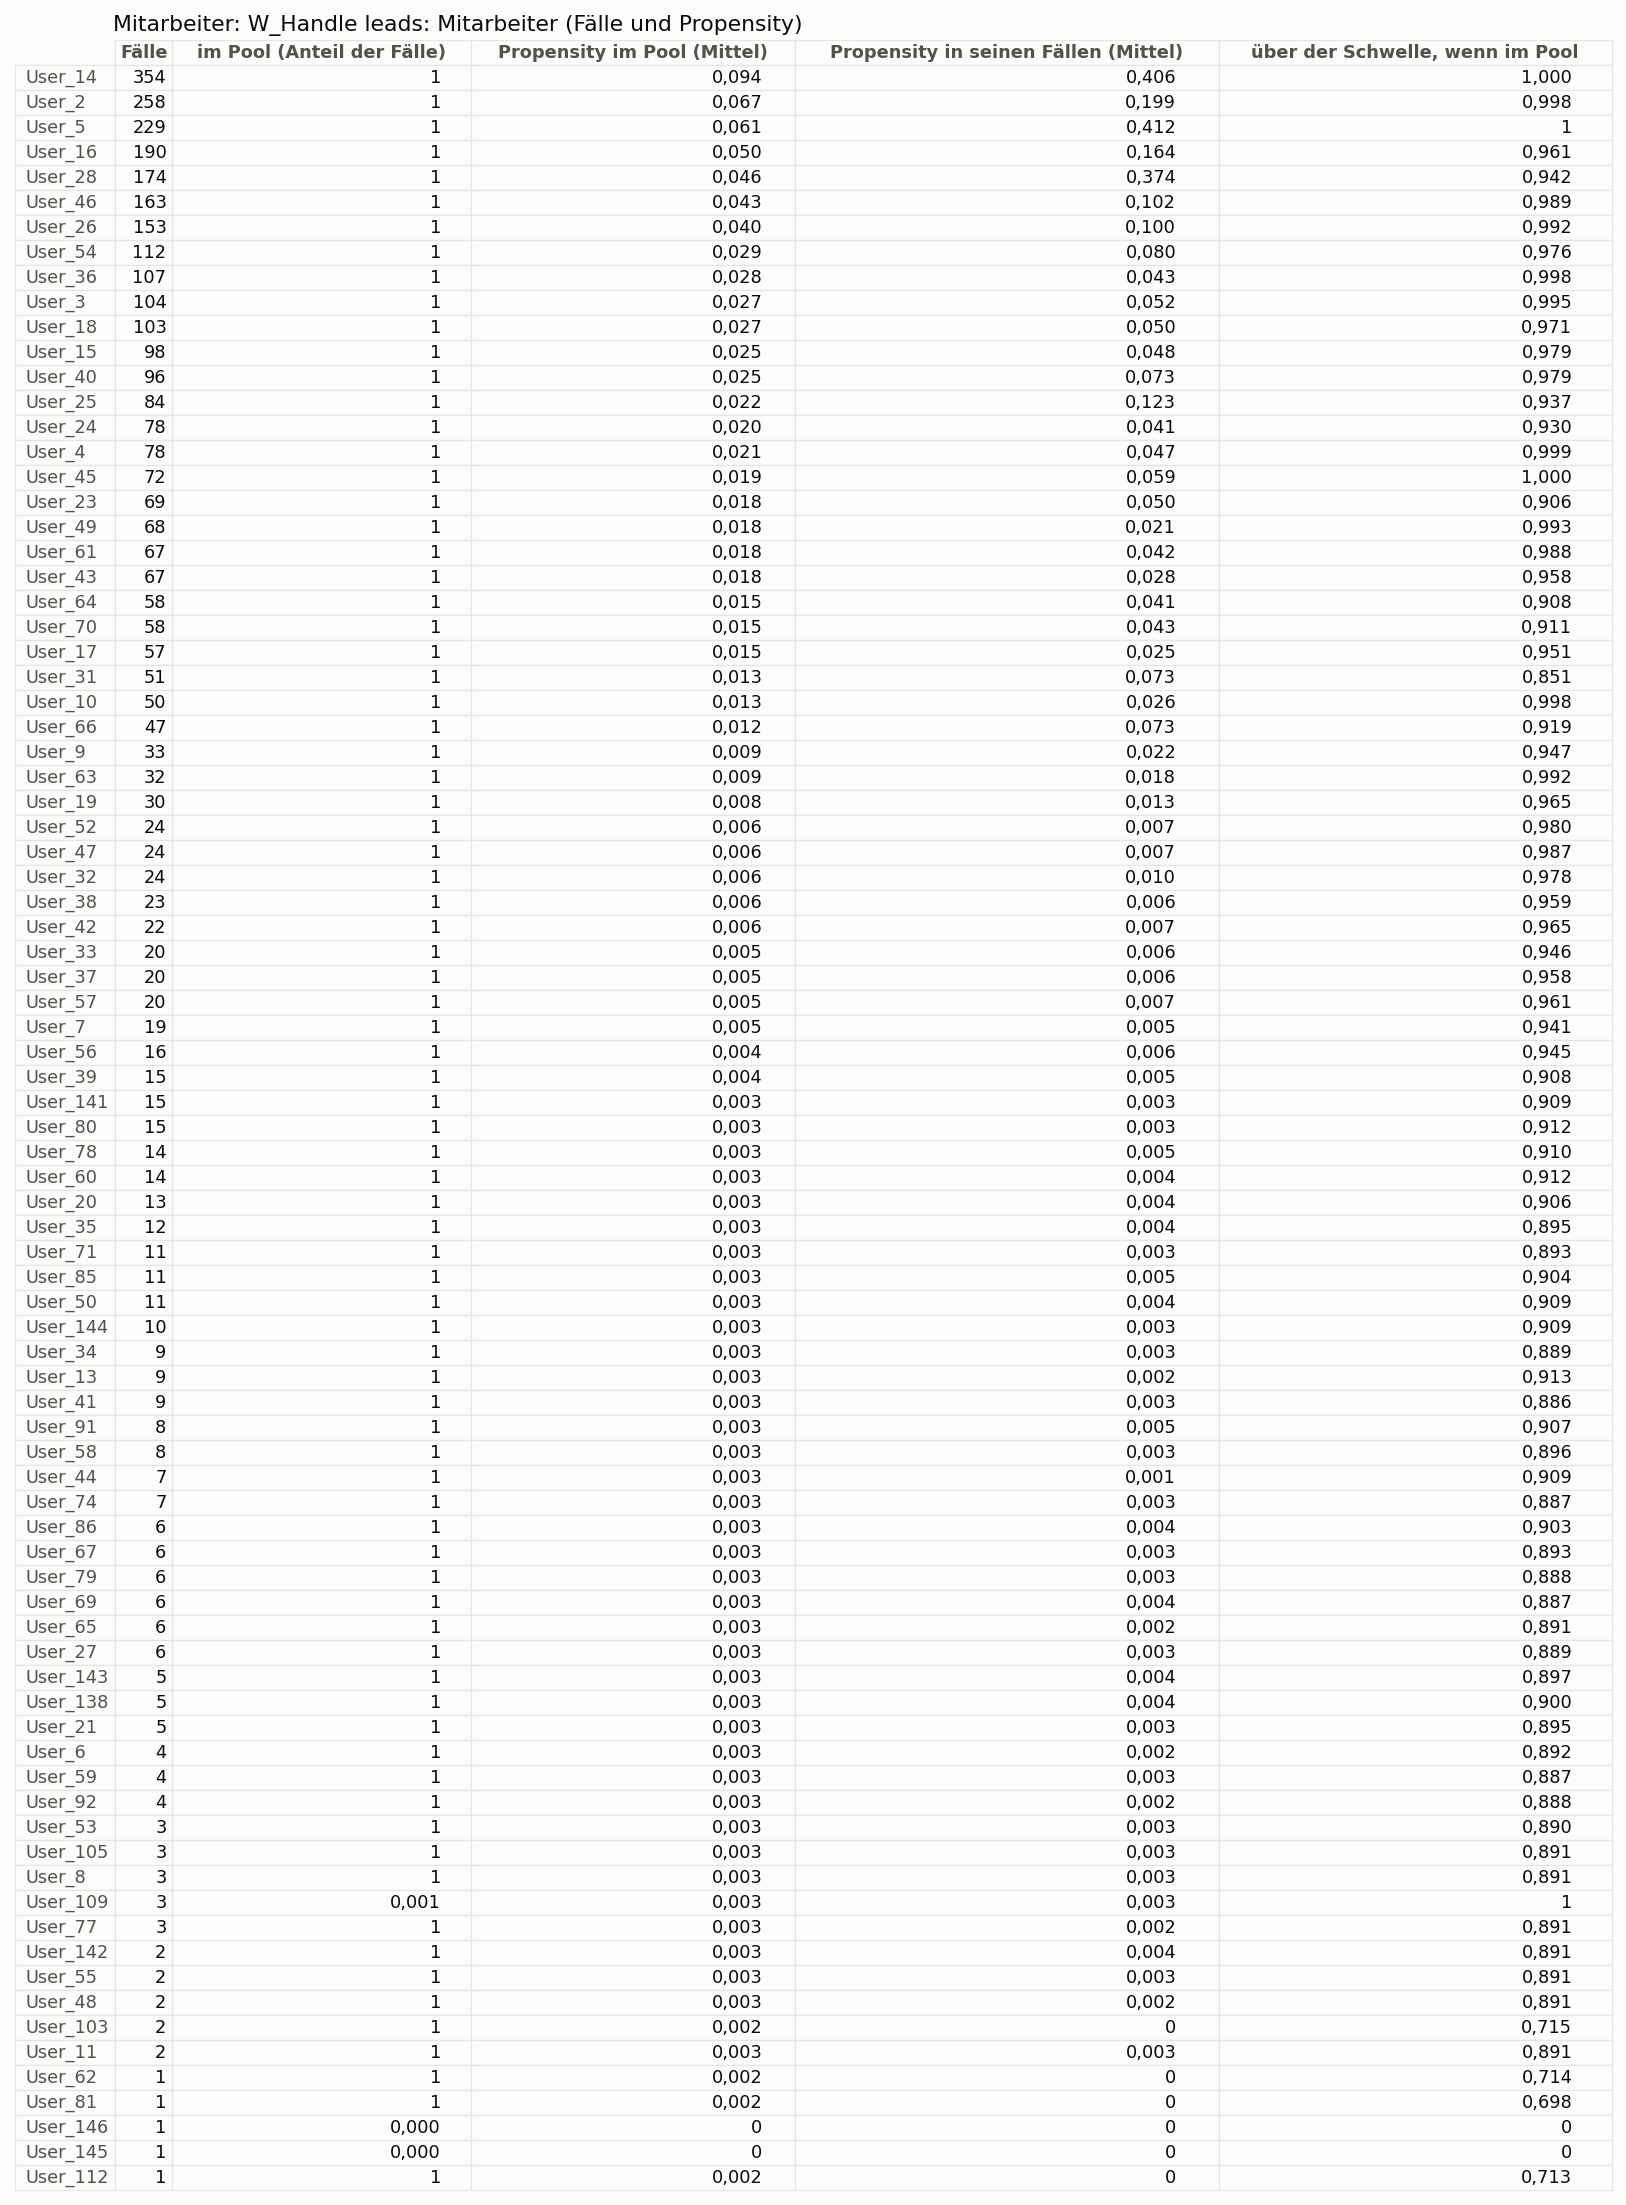 Mitarbeiter: W_Handle leads: Mitarbeiter (Fälle und Propensity)
Fälle im Pool (Anteil der Fälle) Propensity im Pool (Mittel) Propensity in seinen Fällen (Mittel) über der Schwelle, wenn im Pool
User_14 354 1 0,094 0,406 1,000
User_2 258 1 0,067 0,199 0,998
User_5 229 1 0,061 0,412 1
User_16 190 1 0,050 0,164 0,961
User_28 174 1 0,046 0,374 0,942
User_46 163 1 0,043 0,102 0,989
User_26 153 1 0,040 0,100 0,992
User_54 112 1 0,029 0,080 0,976
User_36 107 1 0,028 0,043 0,998
User_3 104 1 0,027 0,052 0,995
User_18 103 1 0,027 0,050 0,971
User_15 98 1 0,025 0,048 0,979
User_40 96 1 0,025 0,073 0,979
User_25 84 1 0,022 0,123 0,937
User_24 78 1 0,020 0,041 0,930
User_4 78 1 0,021 0,047 0,999
User_45 72 1 0,019 0,059 1,000
User_23 69 1 0,018 0,050 0,906
User_49 68 1 0,018 0,021 0,993
User_61 67 1 0,018 0,042 0,988
User_43 67 1 0,018 0,028 0,958
User_64 58 1 0,015 0,041 0,908
User_70 58 1 0,015 0,043 0,911
User_17 57 1 0,015 0,025 0,951
User_31 51 1 0,013 0,073 0,851
User_10 50 1 0,013 0,026 0,998
User_66 47 1 0,012 0,073 0,919
User_9 33 1 0,009 0,022 0,947
User_63 32 1 0,009 0,018 0,992
User_19 30 1 0,008 0,013 0,965
User_52 24 1 0,006 0,007 0,980
User_47 24 1 0,006 0,007 0,987
User_32 24 1 0,006 0,010 0,978
User_38 23 1 0,006 0,006 0,959
User_42 22 1 0,006 0,007 0,965
User_33 20 1 0,005 0,006 0,946
User_37 20 1 0,005 0,006 0,958
User_57 20 1 0,005 0,007 0,961
User_7 19 1 0,005 0,005 0,941
User_56 16 1 0,004 0,006 0,945
User_39 15 1 0,004 0,005 0,908
User_141 15 1 0,003 0,003 0,909
User_80 15 1 0,003 0,003 0,912
User_78 14 1 0,003 0,005 0,910
User_60 14 1 0,003 0,004 0,912
User_20 13 1 0,003 0,004 0,906
User_35 12 1 0,003 0,004 0,895
User_71 11 1 0,003 0,003 0,893
User_85 11 1 0,003 0,005 0,904
User_50 11 1 0,003 0,004 0,909
User_144 10 1 0,003 0,003 0,909
User_34 9 1 0,003 0,003 0,889
User_13 9 1 0,003 0,002 0,913
User_41 9 1 0,003 0,003 0,886
User_91 8 1 0,003 0,005 0,907
User_58 8 1 0,003 0,003 0,896
User_44 7 1 0,003 0,001 0,909
User_74 7 1 0,003 0,003 0,887
User_86 6 1 0,003 0,004 0,903
User_67 6 1 0,003 0,003 0,893
User_79 6 1 0,003 0,003 0,888
User_69 6 1 0,003 0,004 0,887
User_65 6 1 0,003 0,002 0,891
User_27 6 1 0,003 0,003 0,889
User_143 5 1 0,003 0,004 0,897
User_138 5 1 0,003 0,004 0,900
User_21 5 1 0,003 0,003 0,895
User_6 4 1 0,003 0,002 0,892
User_59 4 1 0,003 0,003 0,887
User_92 4 1 0,003 0,002 0,888
User_53 3 1 0,003 0,003 0,890
User_105 3 1 0,003 0,003 0,891
User_8 3 1 0,003 0,003 0,891
User_109 3 0,001 0,003 0,003 1
User_77 3 1 0,003 0,002 0,891
User_142 2 1 0,003 0,004 0,891
User_55 2 1 0,003 0,003 0,891
User_48 2 1 0,003 0,002 0,891
User_103 2 1 0,002 0 0,715
User_11 2 1 0,003 0,003 0,891
User_62 1 1 0,002 0 0,714
User_81 1 1 0,002 0 0,698
User_146 1 0,000 0 0 0
User_145 1 0,000 0 0 0
User_112 1 1 0,002 0 0,713